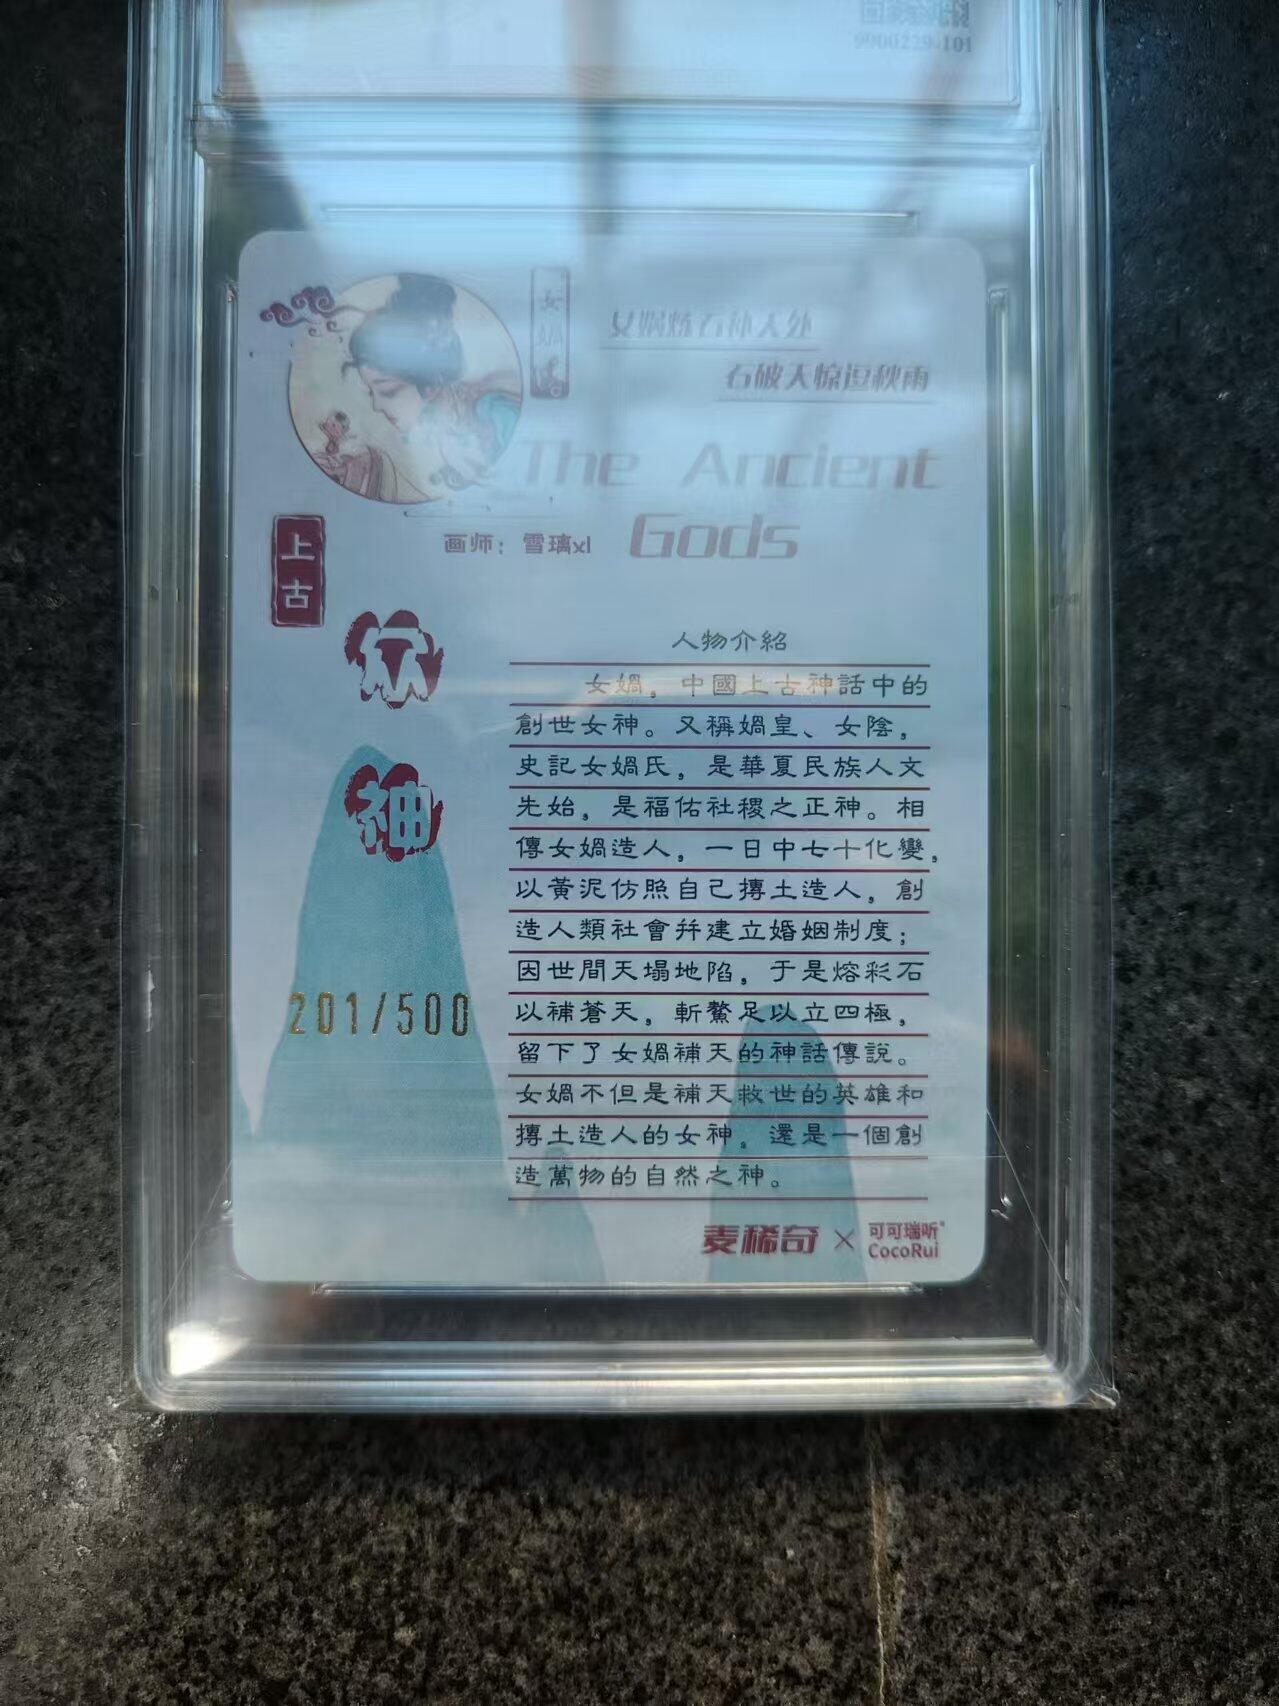 9900229 101
女媧
女娲炼石补天处
石破天惊逗秋雨
The Ancient
Gods
画师：雪璃xl
上古
众
神
人物介紹
女媧，中國上古神話中的
創世女神。又稱媧皇、女陰，
史記女媧氏，是華夏民族人文
先始，是福佑社稷之正神。相
傳女媧造人，一日中七十化變，
以黃泥仿照自己摶土造人，創
造人類社會并建立婚姻制度；
因世間天塌地陷，于是熔彩石
以補蒼天，斬鱉足以立四極，
留下了女媧補天的神話傳說。
女媧不但是補天救世的英雄和
摶土造人的女神，還是一個創
造萬物的自然之神。
201/500
麦稀奇 × 可可瑞听®
CocoRui